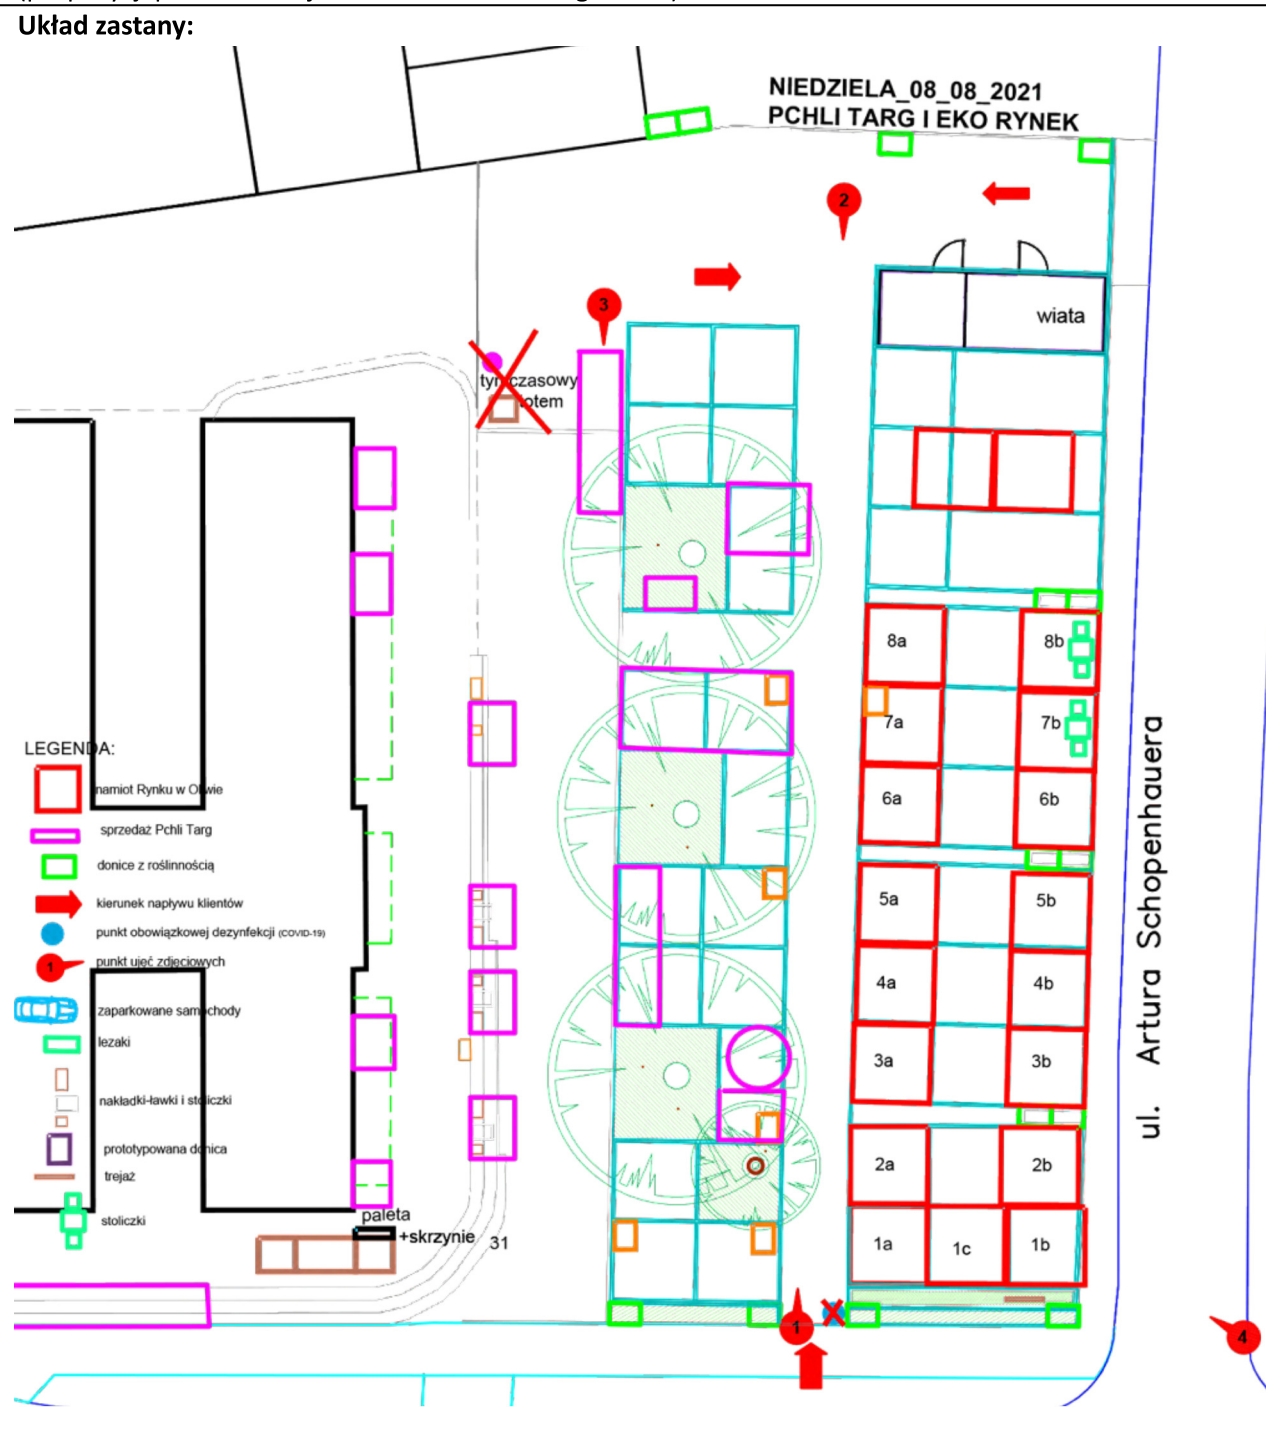 Układ zastany:
NIEDZIELA_08_08_2021
PCHLI TARG I EKO RYNEK
2
3
wiata
tymczasowy
totem
8a
8b
7a
7b
6a
6b
5a
5b
4a
4b
3a
3b
2a
2b
1a
1c
1b
ul. Artura Schopenhauera
LEGENDA:
namiot Rynku w Oliwie
sprzedaż Pchli Targ
donice z roślinnością
kierunek napływu klientów
punkt obowiązkowej dezynfekcji (COVID-19)
1
punkt ujęć zdjęciowych
zaparkowane samochody
lezaki
nakładki-ławki i stoliczki
prototypowana donica
trejaż
stoliczki
paleta
+skrzynie
31
1
4